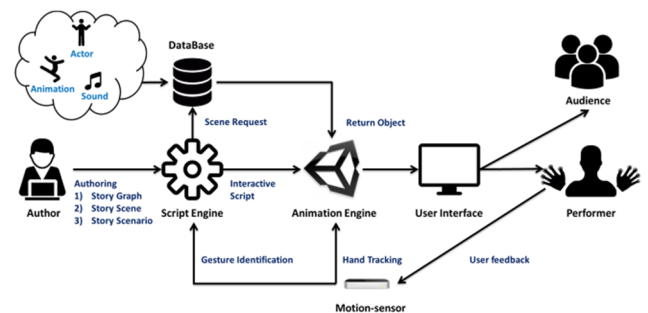 Actor
Animation
Sound
DataBase
Scene Request
Return Object
Audience
Author
Authoring
1) Story Graph
2) Story Scene
3) Story Scenario
Script Engine
Interactive
Script
Animation Engine
User Interface
Performer
Gesture Identification
Hand Tracking
User feedback
Motion-sensor